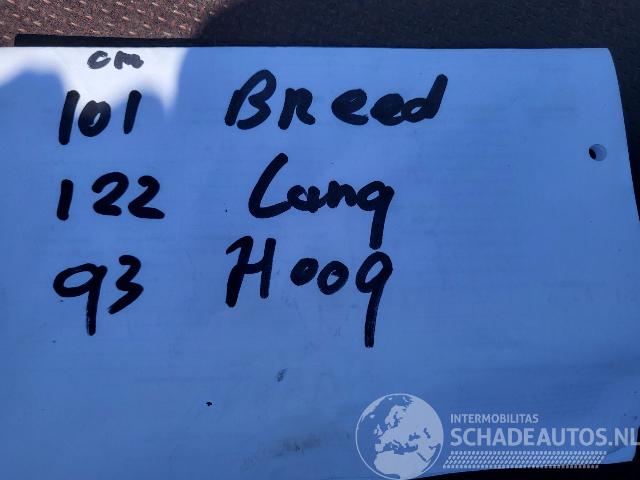 cm
101 Breed
122 Lang
93 Hoog
INTERMOBILITAS
SCHADEAUTOS.NL